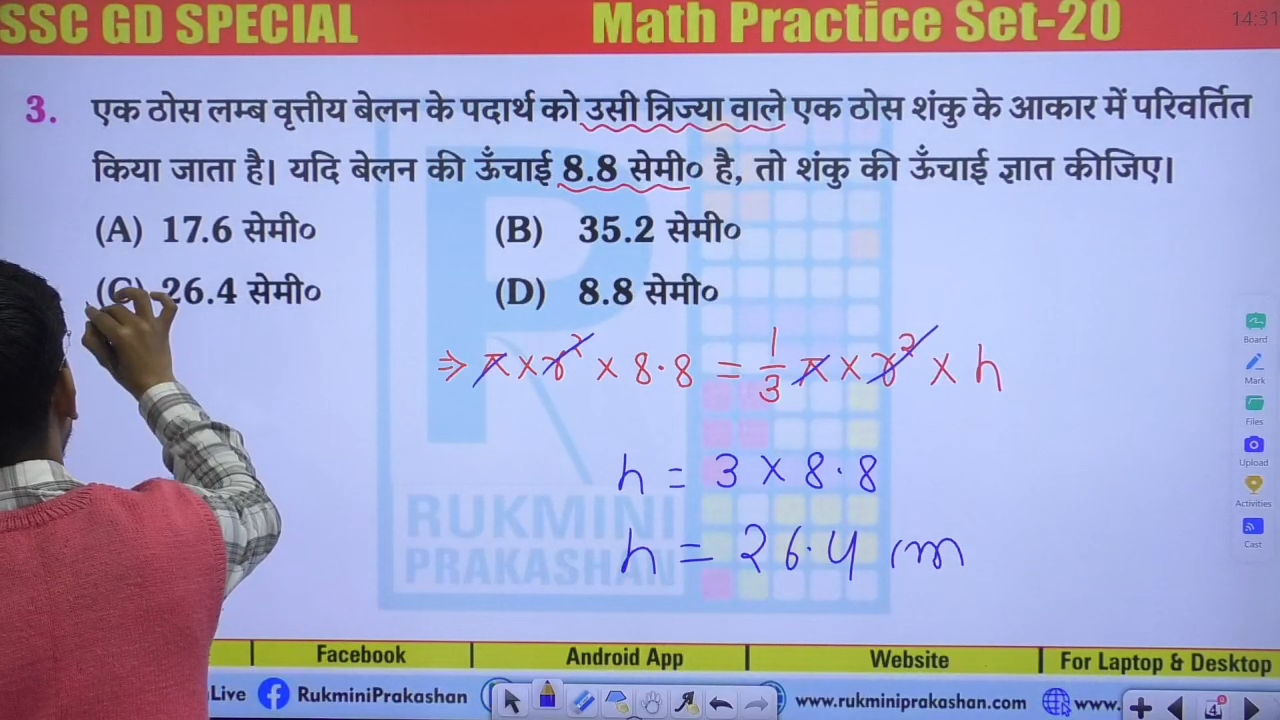 SSC GD SPECIAL Math Practice Set-20 14:31
3. एक ठोस लम्ब वृत्तीय बेलन के पदार्थ को उसी त्रिज्या वाले एक ठोस शंकु के आकार में परिवर्तित
किया जाता है। यदि बेलन की ऊँचाई 8.8 सेमी० है, तो शंकु की ऊँचाई ज्ञात कीजिए।
(A) 17.6 सेमी० (B) 35.2 सेमी०
(C) 26.4 सेमी० (D) 8.8 सेमी०
⇒ π × r² × 8.8 = 1/3 π × r² × h
h = 3 × 8.8
h = 26.4 cm
RUKMINI
PRAKASHAN
Board
Mark
Files
Upload
Activities
Cast
Facebook Android App Website For Laptop & Desktop
Live RukminiPrakashan www.rukminiprakashan.com www.
4